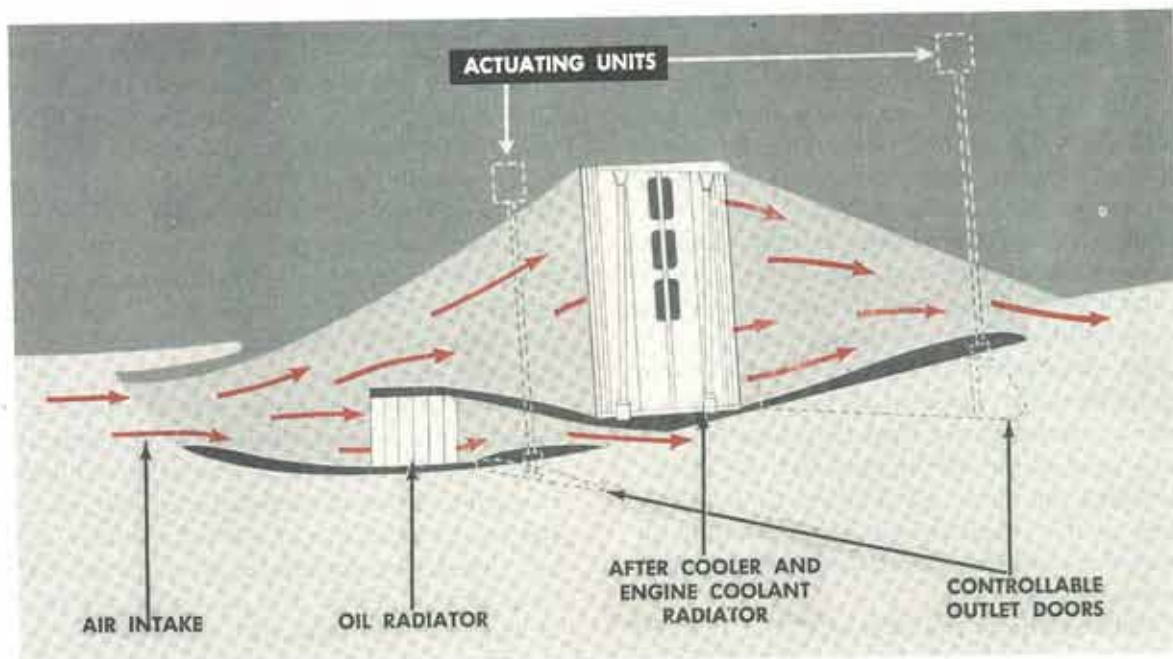 ACTUATING UNITS
AIR INTAKE
OIL RADIATOR
AFTER COOLER AND
ENGINE COOLANT
RADIATOR
CONTROLLABLE
OUTLET DOORS